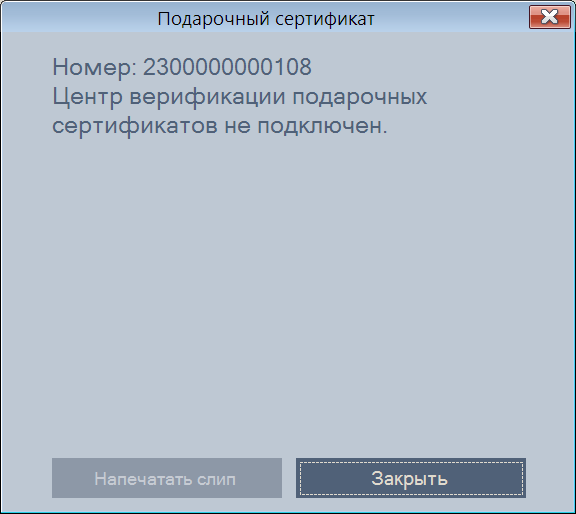 Подарочный сертификат
Номер: 2300000000108
Центр верификации подарочных
сертификатов не подключен.
Напечатать слип
Закрыть